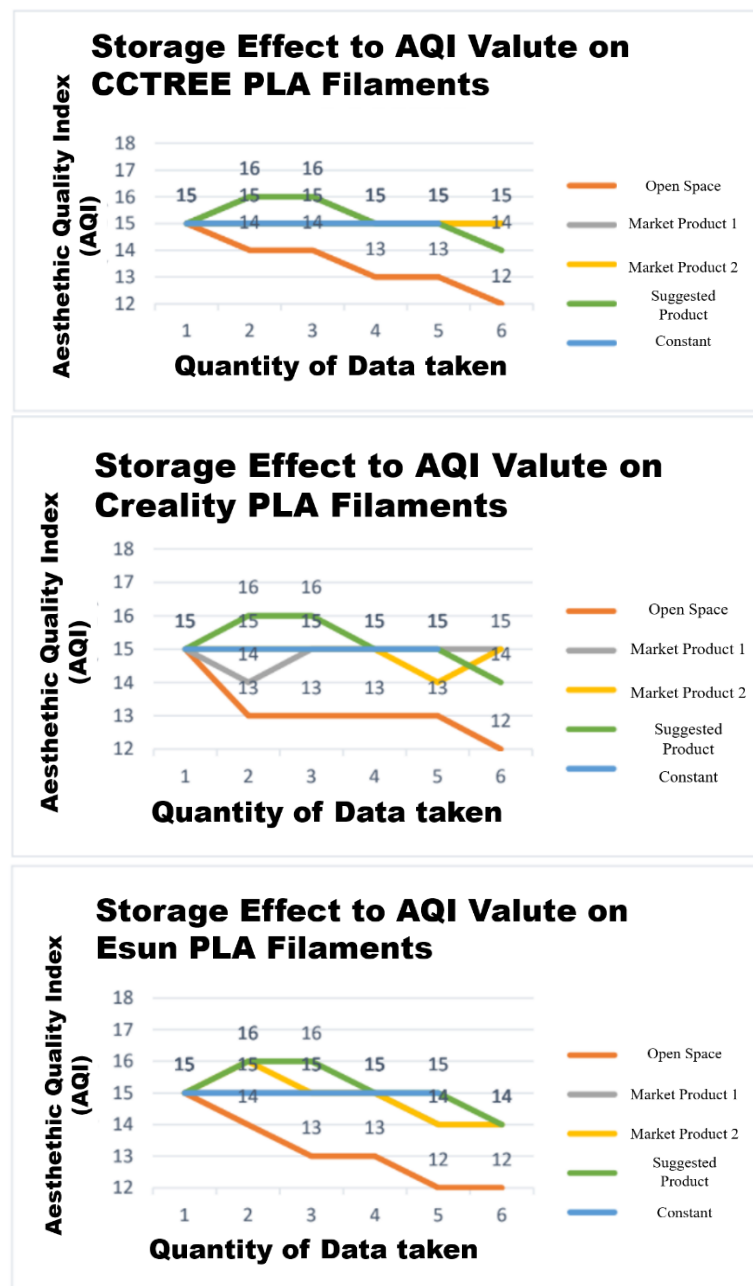 Storage Effect to AQI Valute on
CCTREE PLA Filaments
Aesthethic Quality Index
(AQI)
18
17
16
15
14
13
12
16 16
15 15 15 15 15 15
14 14 14
13 13
12
1 2 3 4 5 6
Quantity of Data taken
Open Space
Market Product 1
Market Product 2
Suggested
Product
Constant
Storage Effect to AQI Valute on
Creality PLA Filaments
Aesthethic Quality Index
(AQI)
18
17
16
15
14
13
12
16 16
15 15 15 15 15 15
14 14
13 13 13 13
12
1 2 3 4 5 6
Quantity of Data taken
Open Space
Market Product 1
Market Product 2
Suggested
Product
Constant
Storage Effect to AQI Valute on
Esun PLA Filaments
Aesthethic Quality Index
(AQI)
18
17
16
15
14
13
12
16 16
15 15 15 15 15
14 14 14
13 13
12 12
1 2 3 4 5 6
Quantity of Data taken
Open Space
Market Product 1
Market Product 2
Suggested
Product
Constant